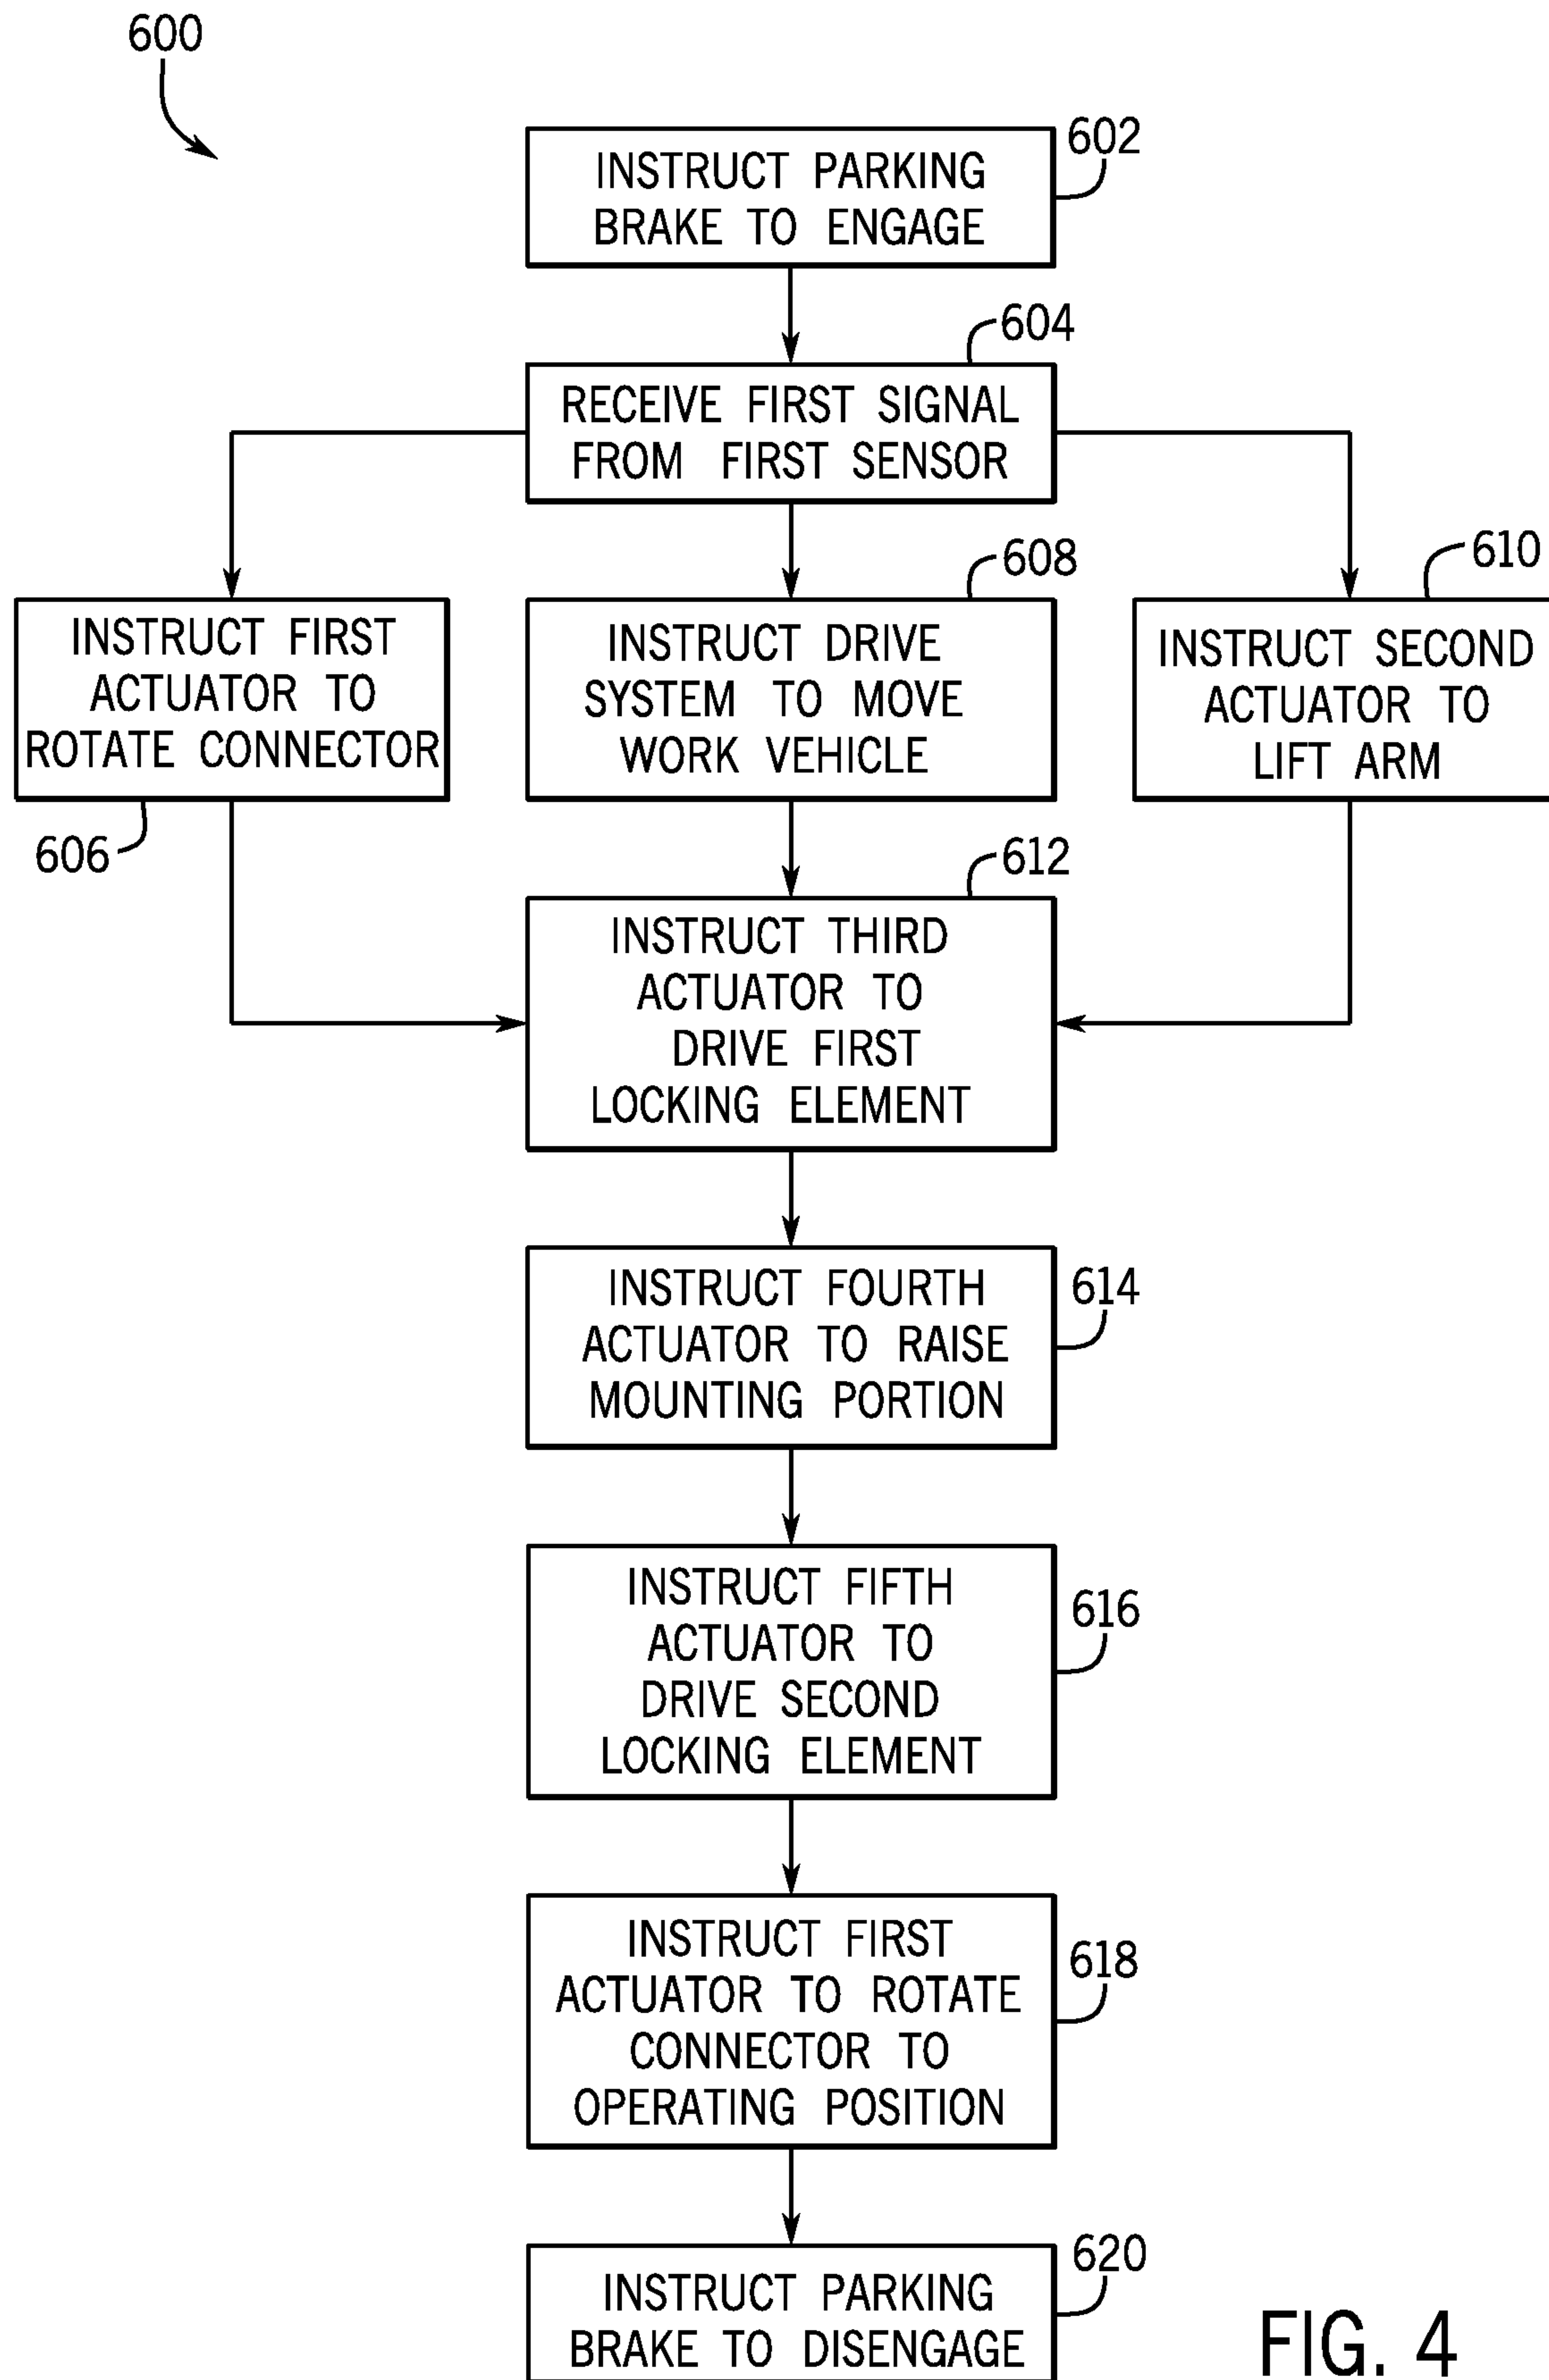 600
602
INSTRUCT PARKING
BRAKE TO ENGAGE
604
RECEIVE FIRST SIGNAL
FROM FIRST SENSOR
606
INSTRUCT FIRST
ACTUATOR TO
ROTATE CONNECTOR
608
INSTRUCT DRIVE
SYSTEM TO MOVE
WORK VEHICLE
610
INSTRUCT SECOND
ACTUATOR TO
LIFT ARM
612
INSTRUCT THIRD
ACTUATOR TO
DRIVE FIRST
LOCKING ELEMENT
614
INSTRUCT FOURTH
ACTUATOR TO RAISE
MOUNTING PORTION
616
INSTRUCT FIFTH
ACTUATOR TO
DRIVE SECOND
LOCKING ELEMENT
618
INSTRUCT FIRST
ACTUATOR TO ROTATE
CONNECTOR TO
OPERATING POSITION
620
INSTRUCT PARKING
BRAKE TO DISENGAGE
FIG. 4